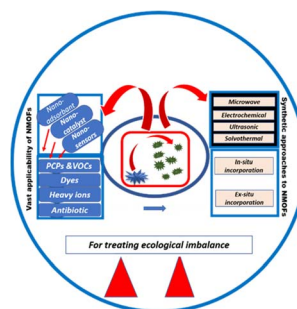 Vast applicability of NMOFs
Nano-
adsorbant
Nano-
catalyst
Nano-
sensors
PCPs &VOCs
Dyes
Heavy ions
Antibiotic
Microwave
Electrochemical
Ultrasonic
Solvothermal
In-situ
incorporation
Ex-situ
incorporation
Synthetic approaches to NMOFs
For treating ecological imbalance